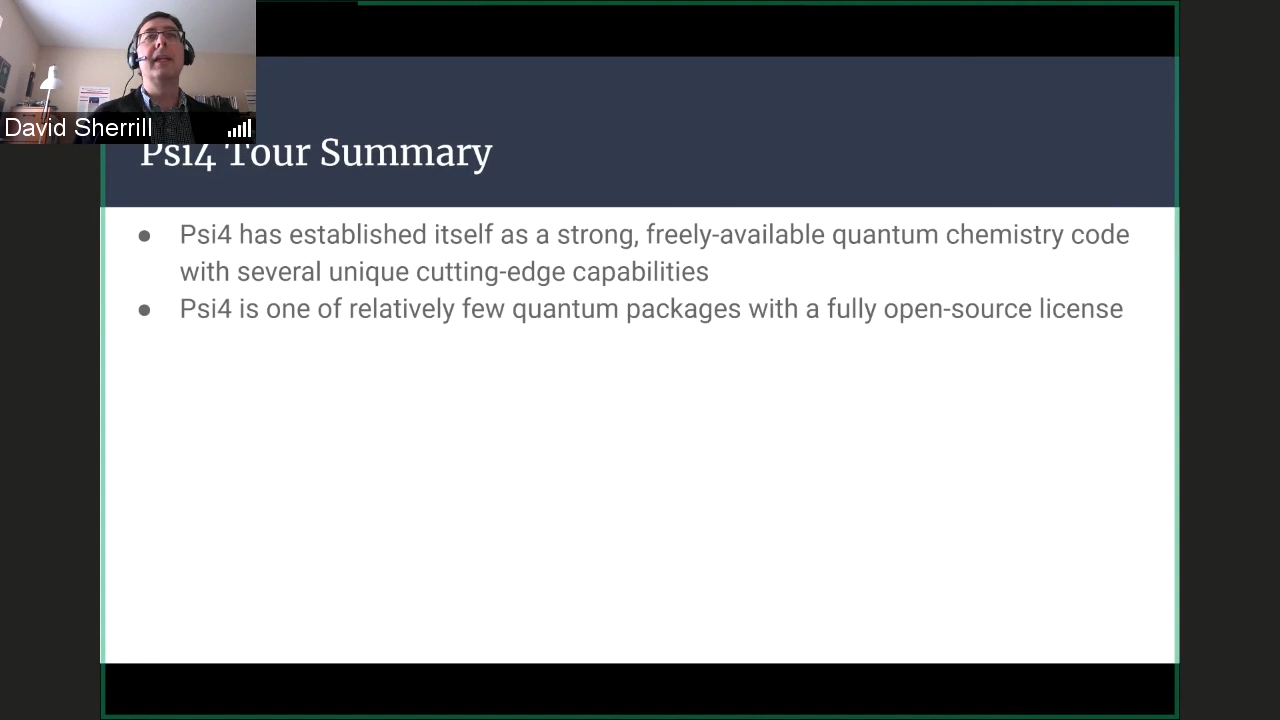 David Sherrill
Psi4 Tour Summary
● Psi4 has established itself as a strong, freely-available quantum chemistry code
with several unique cutting-edge capabilities
● Psi4 is one of relatively few quantum packages with a fully open-source license